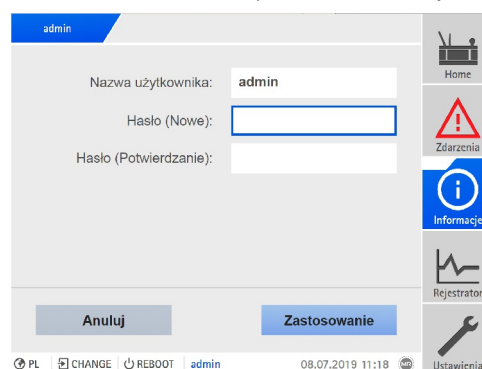 admin
Nazwa użytkownika: admin
Hasło (Nowe):
Hasło (Potwierdzanie):
Anuluj Zastosowanie
Home
Zdarzenia
Informacje
Rejestrator
Ustawienia
PL CHANGE REBOOT admin 08.07.2019 11:18 MR